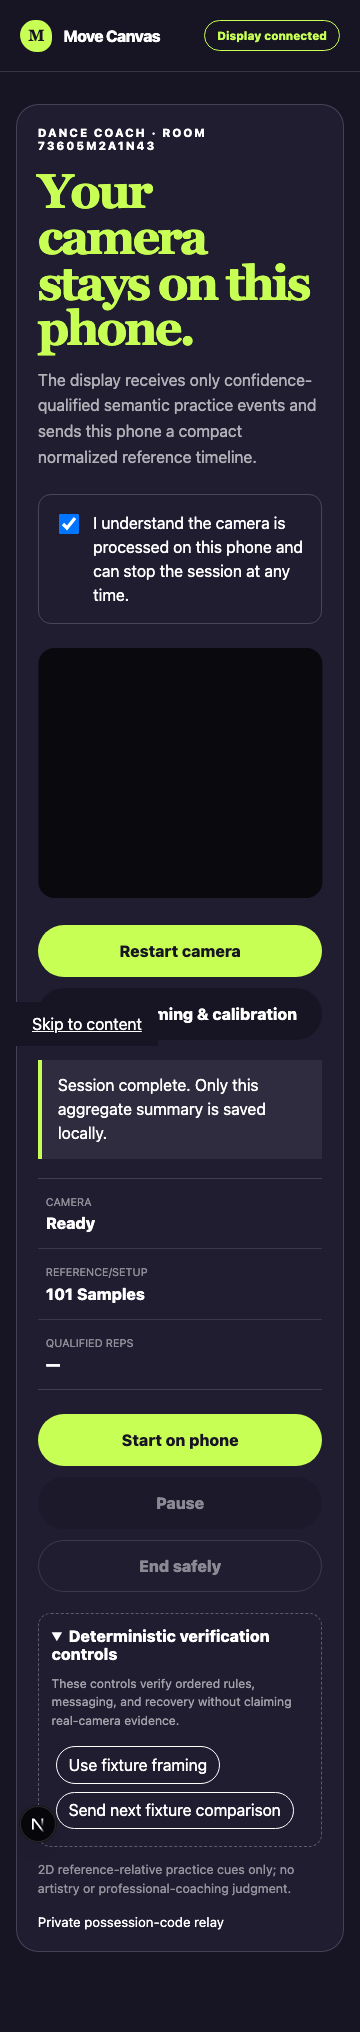 M Move Canvas Display connected
DANCE COACH · ROOM
73605M2A1N43
Your
camera
stays on this
phone.
The display receives only confidence-
qualified semantic practice events and
sends this phone a compact
normalized reference timeline.
I understand the camera is
processed on this phone and
can stop the session at any
time.
Restart camera
Skip to content
& calibration
Session complete. Only this
aggregate summary is saved
locally.
CAMERA
Ready
REFERENCE/SETUP
101 Samples
QUALIFIED REPS
—
Start on phone
Pause
End safely
▼ Deterministic verification
controls
These controls verify ordered rules,
messaging, and recovery without claiming
real-camera evidence.
Use fixture framing
Send next fixture comparison
N
2D reference-relative practice cues only; no
artistry or professional-coaching judgment.
Private possession-code relay